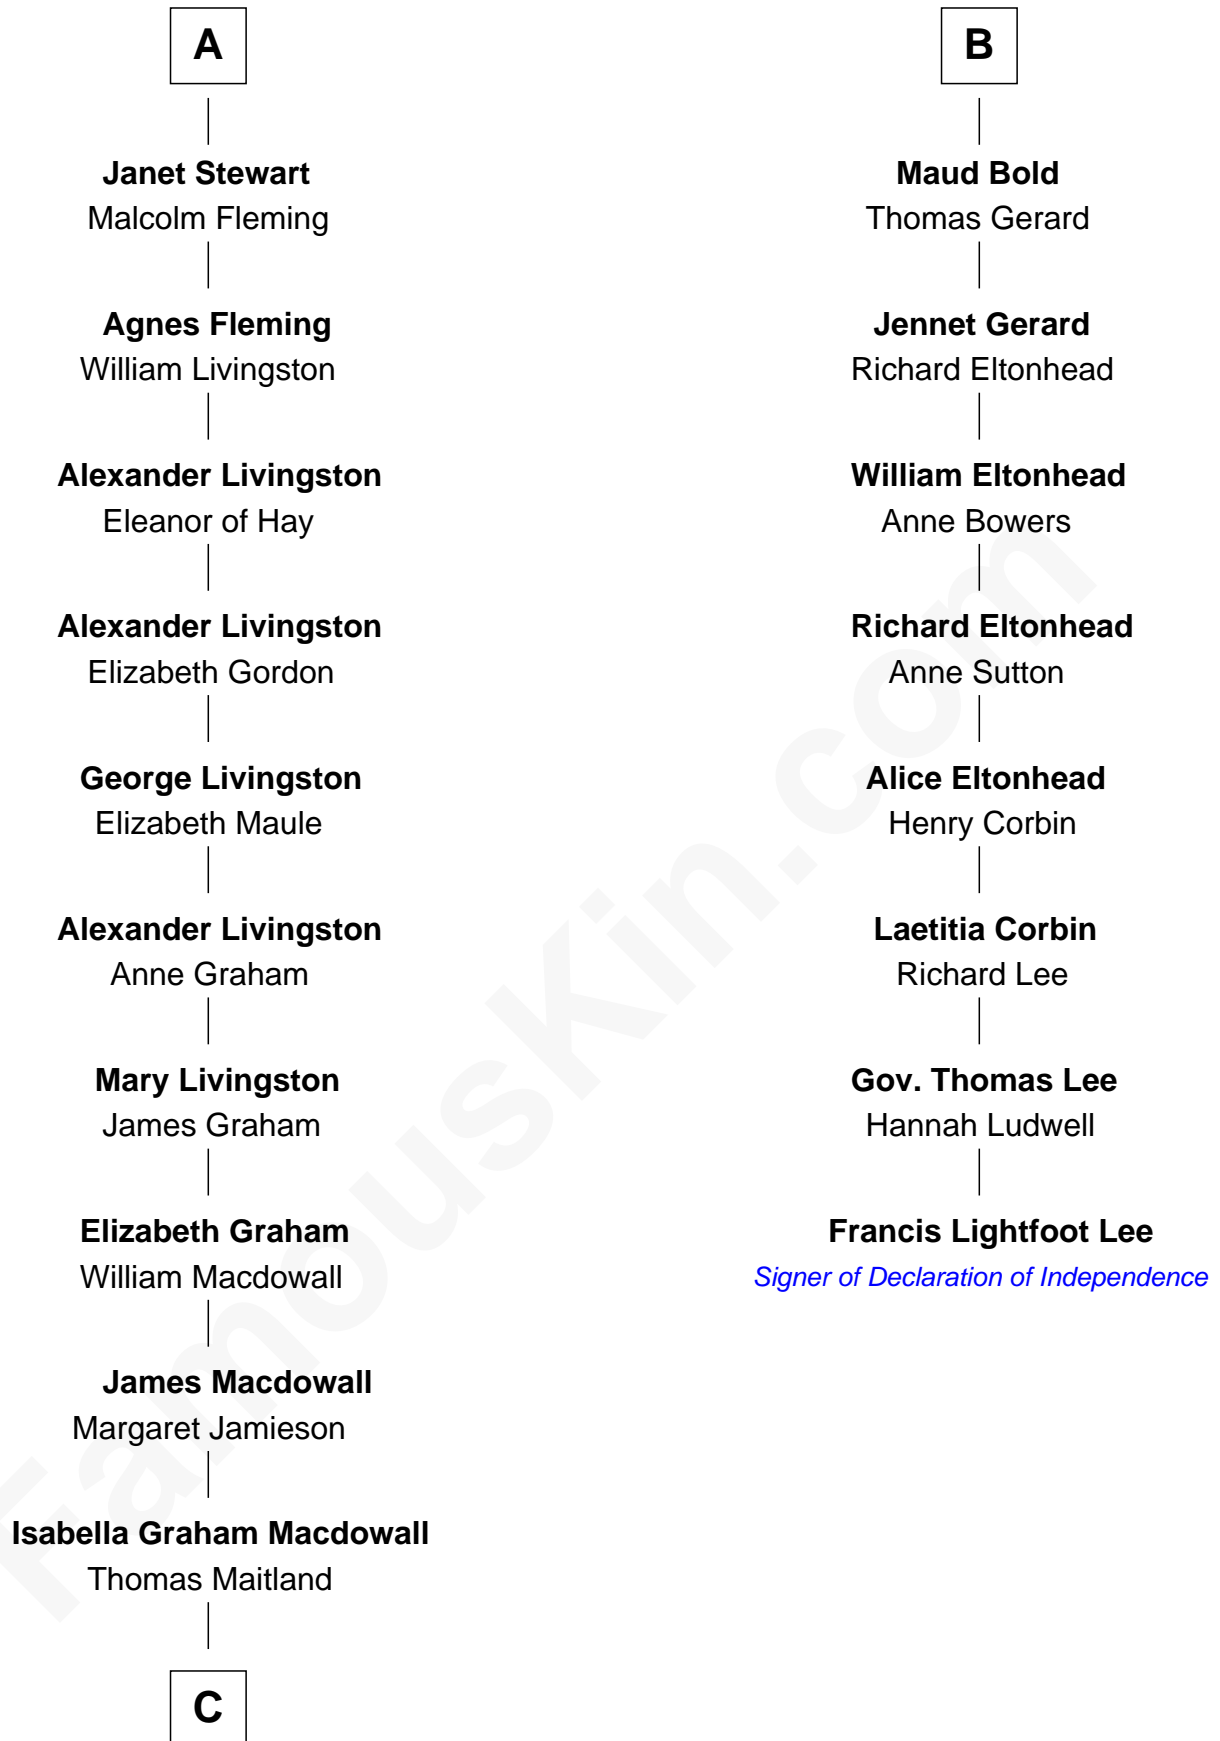 A
Janet Stewart
Malcolm Fleming
Agnes Fleming
William Livingston
Alexander Livingston
Eleanor of Hay
Alexander Livingston
Elizabeth Gordon
George Livingston
Elizabeth Maule
Alexander Livingston
Anne Graham
Mary Livingston
James Graham
Elizabeth Graham
William Macdowall
James Macdowall
Margaret Jamieson
Isabella Graham Macdowall
Thomas Maitland
C
B
Maud Bold
Thomas Gerard
Jennet Gerard
Richard Eltonhead
William Eltonhead
Anne Bowers
Richard Eltonhead
Anne Sutton
Alice Eltonhead
Henry Corbin
Laetitia Corbin
Richard Lee
Gov. Thomas Lee
Hannah Ludwell
Francis Lightfoot Lee
Signer of Declaration of Independence
FamousKin.com